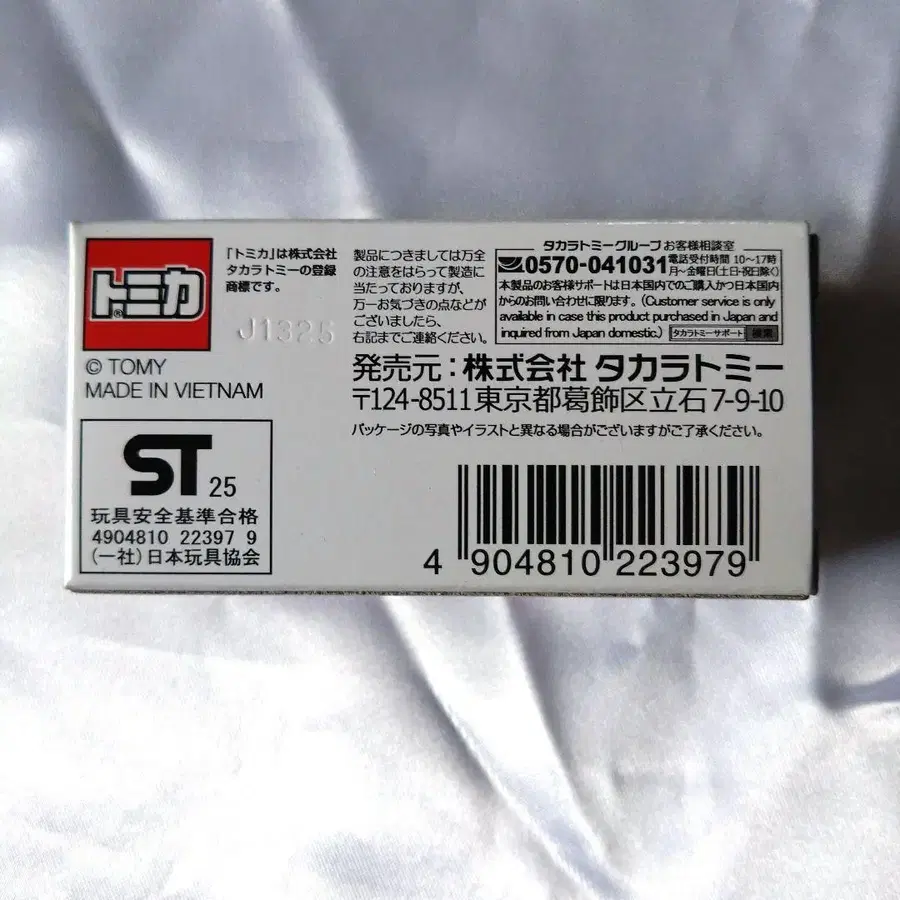 トミカ®
「トミカ」は株式会社
タカラトミーの登録
商標です。
J1325
© TOMY
MADE IN VIETNAM
ST 25
玩具安全基準合格
4904810 22397 9
(一社)日本玩具協会
製品につきましては万全
の注意をはらって製造に
当たっておりますが、
万一お気づきの点などが
ございましたら、
右記までご連絡ください。
タカラトミーグループ お客様相談室
0570-041031 電話受付時間 10〜17時
月〜金曜日(土日・祝日除く)
本製品のお客様サポートは日本国内でのご購入かつ日本国内
からのお問い合わせに限ります。(Customer service is only
available in case this product purchased in Japan and
inquired from Japan domestic.) タカラトミーサポート 検索
発売元：株式会社 タカラトミー
〒124-8511 東京都葛飾区立石 7-9-10
パッケージの写真やイラストと異なる場合がございますがご了承ください。
4 904810 223979